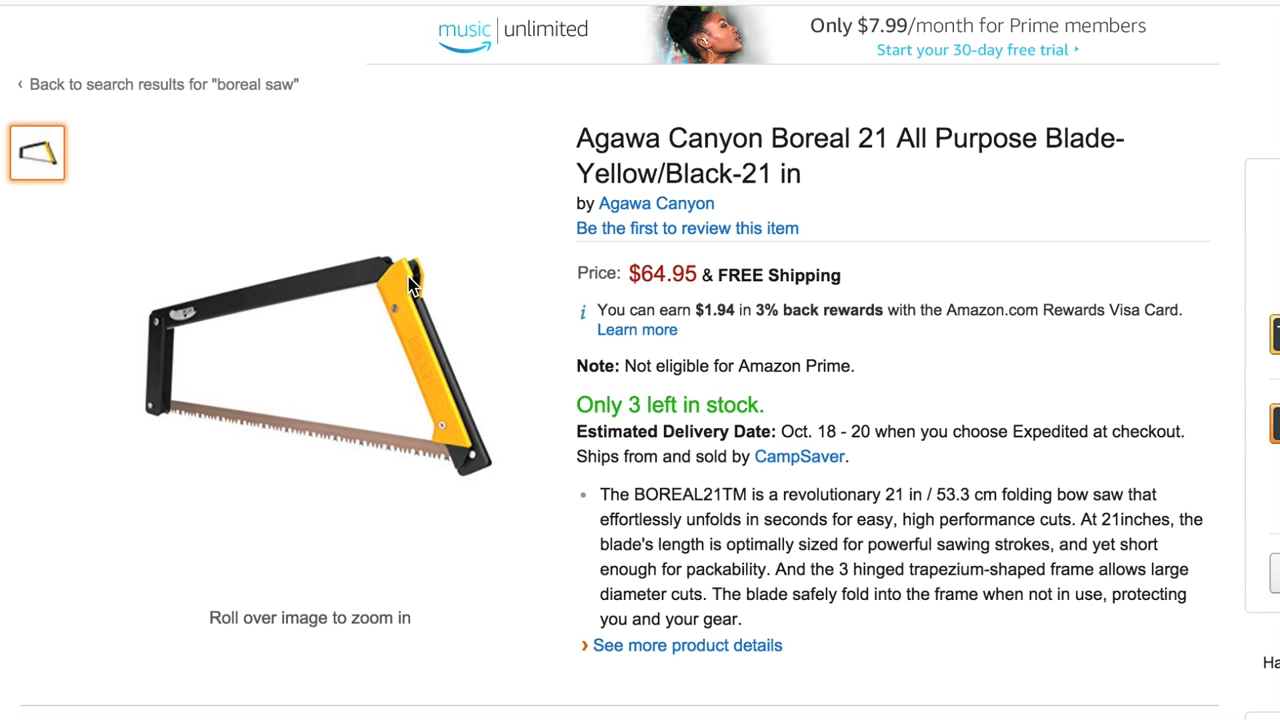 music unlimited
Only $7.99/month for Prime members
Start your 30-day free trial ▸
‹ Back to search results for "boreal saw"
Agawa Canyon Boreal 21 All Purpose Blade-
Yellow/Black-21 in
by Agawa Canyon
Be the first to review this item
Price: $64.95 & FREE Shipping
i You can earn $1.94 in 3% back rewards with the Amazon.com Rewards Visa Card.
Learn more
Note: Not eligible for Amazon Prime.
Only 3 left in stock.
Estimated Delivery Date: Oct. 18 - 20 when you choose Expedited at checkout.
Ships from and sold by CampSaver.
• The BOREAL21TM is a revolutionary 21 in / 53.3 cm folding bow saw that
effortlessly unfolds in seconds for easy, high performance cuts. At 21inches, the
blade's length is optimally sized for powerful sawing strokes, and yet short
enough for packability. And the 3 hinged trapezium-shaped frame allows large
diameter cuts. The blade safely fold into the frame when not in use, protecting
you and your gear.
› See more product details
Roll over image to zoom in
Ha